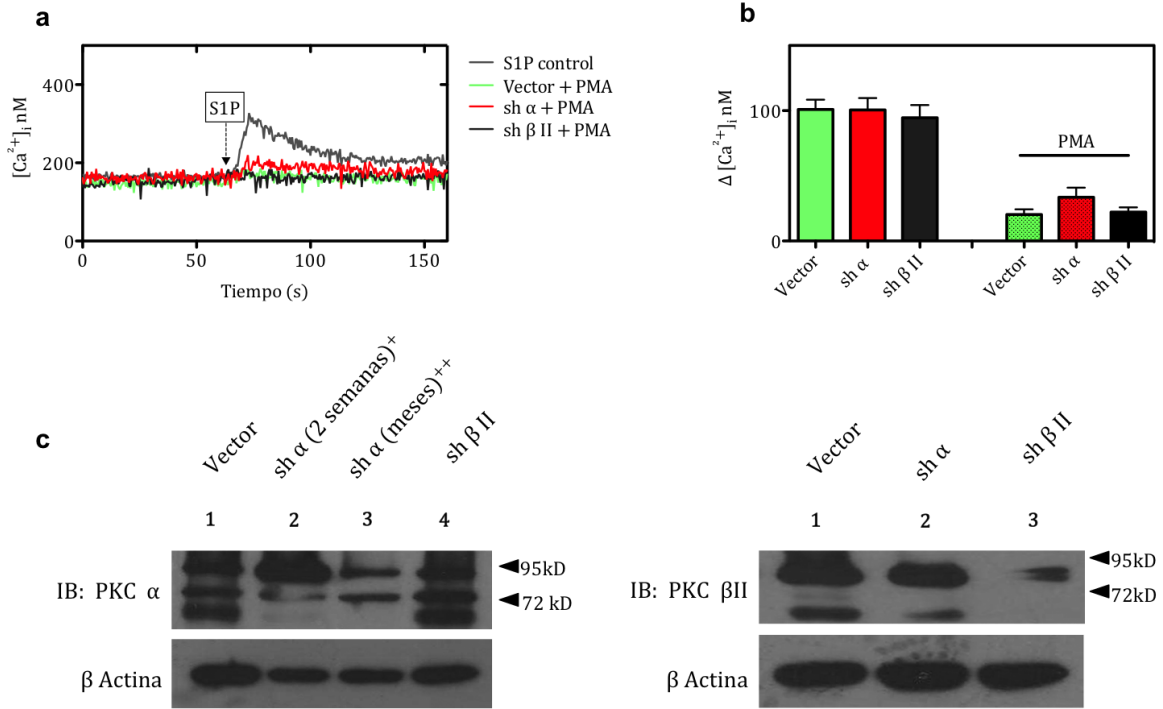 a
[Ca²⁺]ᵢ nM
400
200
0
0
50
100
150
Tiempo (s)
S1P
S1P control
Vector + PMA
sh α + PMA
sh β II + PMA
b
Δ [Ca²⁺]ᵢ nM
100
0
PMA
Vector
sh α
sh β II
Vector
sh α
sh β II
c
Vector
sh α (2 semanas)⁺
sh α (meses)⁺⁺
sh β II
1
2
3
4
IB: PKC α
95kD
72 kD
β Actina
Vector
sh α
sh β II
1
2
3
IB: PKC βII
95kD
72kD
β Actina